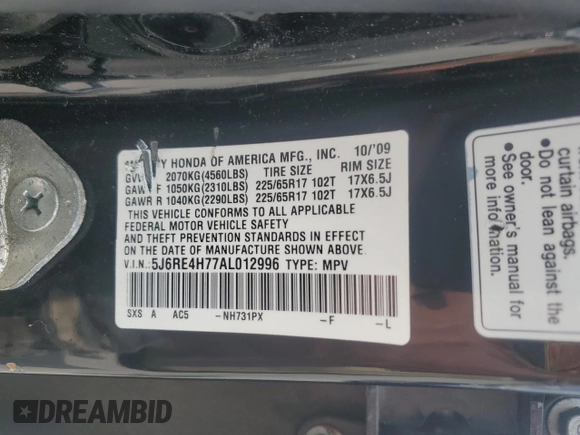 Y HONDA OF AMERICA MFG., INC. 10/'09
2070KG(4560LBS) TIRE SIZE RIM SIZE
F 1050KG(2310LBS) 225/65R17 102T 17X6.5J
GAWR R 1040KG(2290LBS) 225/65R17 102T 17X6.5J
THIS VEHICLE CONFORMS TO ALL APPLICABLE
FEDERAL MOTOR VEHICLE SAFETY
AND THEFT PREVENTION STANDARDS IN EFFECT
ON THE DATE OF MANUFACTURE SHOWN ABOVE.
V.I.N.: 5J6RE4H77AL012996 TYPE: MPV
SXS A AC5 -NH731PX -F -L
curtain airbags.
• Do not lean against
door.
• See owner's manual for
more information.
DREAMBID